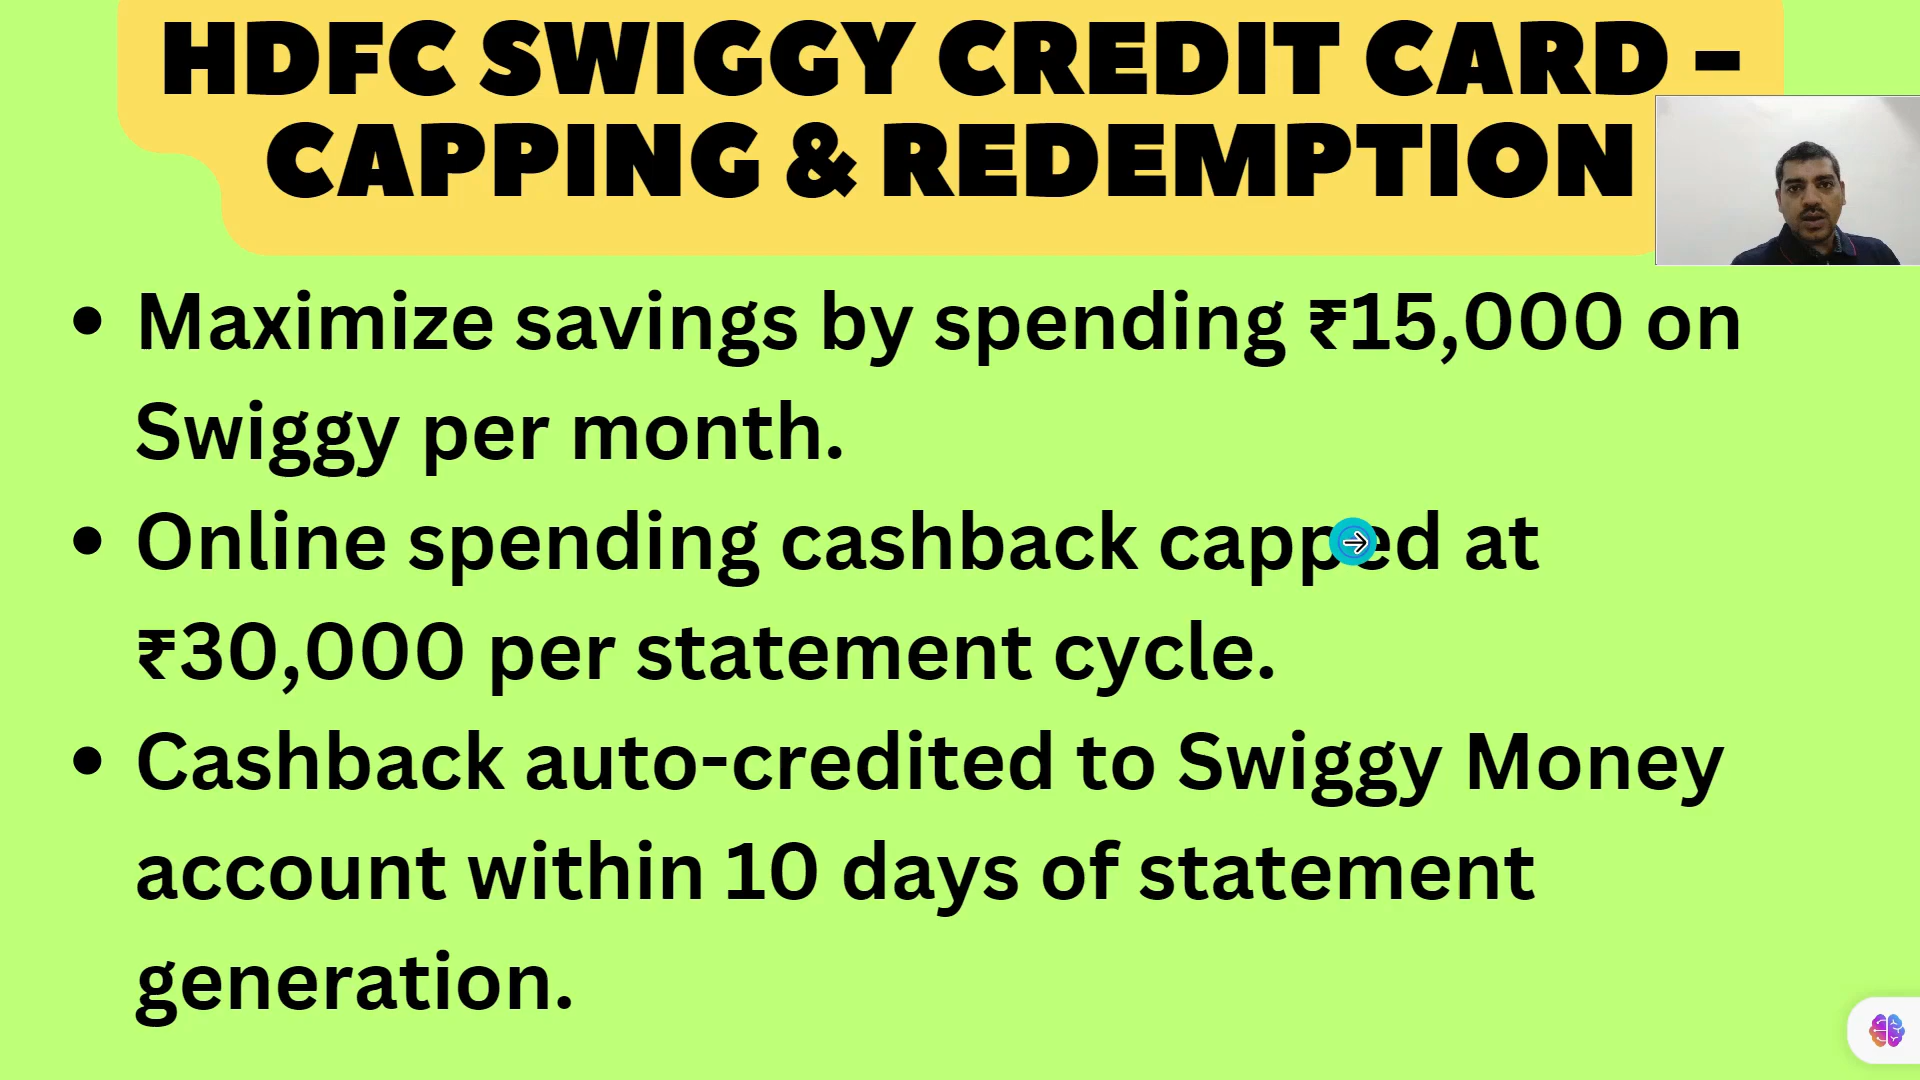 HDFC SWIGGY CREDIT CARD -
CAPPING & REDEMPTION
• Maximize savings by spending ₹15,000 on
Swiggy per month.
• Online spending cashback capped at
₹30,000 per statement cycle.
• Cashback auto-credited to Swiggy Money
account within 10 days of statement
generation.